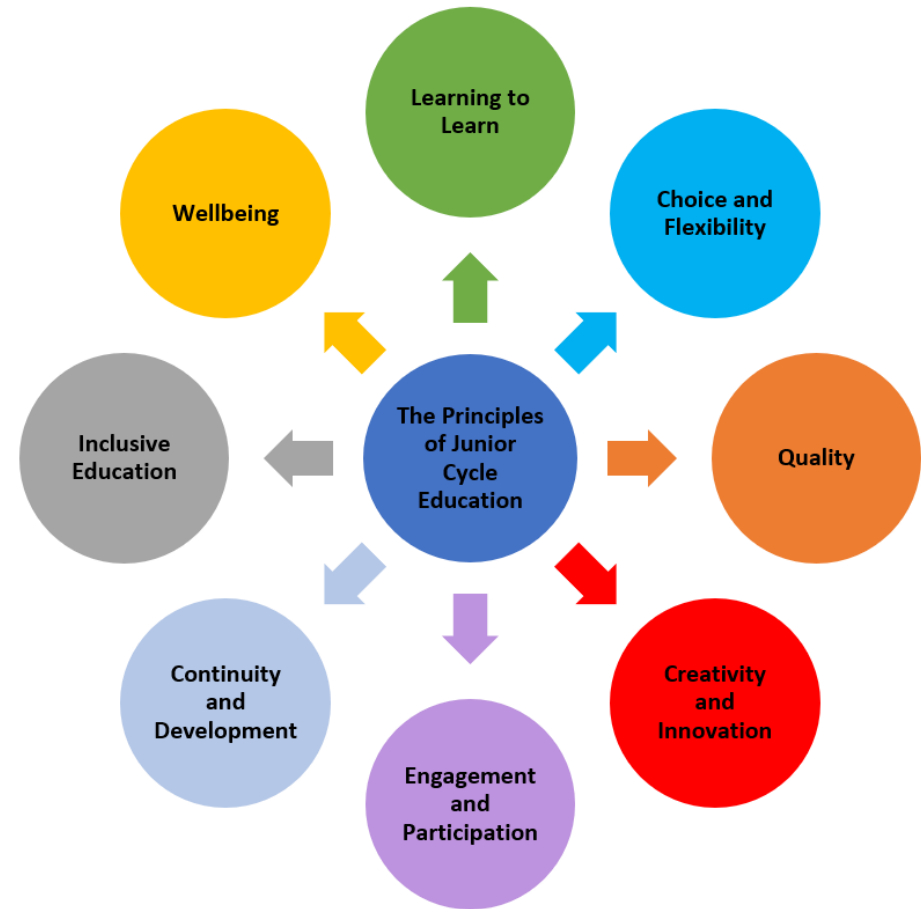 Learning to
Learn
Choice and
Flexibility
Quality
Creativity
and
Innovation
Engagement
and
Participation
Continuity
and
Development
Inclusive
Education
Wellbeing
The Principles
of Junior
Cycle
Education